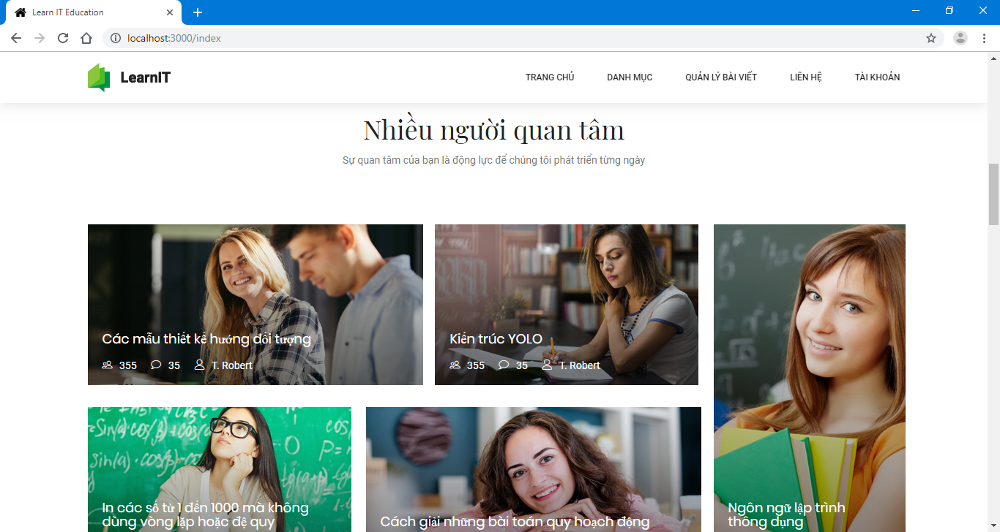 Learn IT Education
localhost:3000/index
LearnIT
TRANG CHỦ
DANH MỤC
QUẢN LÝ BÀI VIẾT
LIÊN HỆ
TÀI KHOẢN
Nhiều người quan tâm
Sự quan tâm của bạn là động lực để chúng tôi phát triển từng ngày
Các mẫu thiết kế hướng đối tượng
355 35 T. Robert
Kiến trúc YOLO
355 35 T. Robert
In các số từ 1 đến 1000 mà không
dùng vòng lặp hoặc đệ quy
Cách giải những bài toán quy hoạch động
Ngôn ngữ lập trình
thông dụng